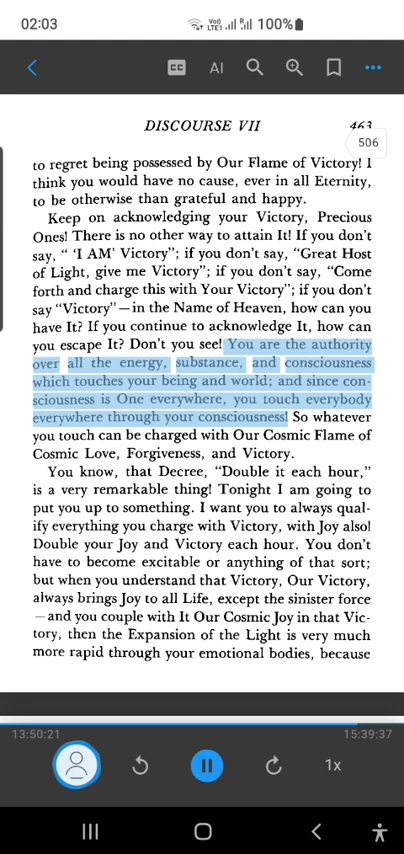 02:03
Vo))
LTE1
R
100%
CC
AI
DISCOURSE VII
463
506
to regret being possessed by Our Flame of Victory! I
think you would have no cause, ever in all Eternity,
to be otherwise than grateful and happy.
Keep on acknowledging your Victory, Precious
Ones! There is no other way to attain It! If you don't
say, “ ‘I AM’ Victory”; if you don't say, “Great Host
of Light, give me Victory”; if you don't say, “Come
forth and charge this with Your Victory”; if you don't
say “Victory”—in the Name of Heaven, how can you
have It? If you continue to acknowledge It, how can
you escape It? Don't you see! You are the authority
over all the energy, substance, and consciousness
which touches your being and world; and since con-
sciousness is One everywhere, you touch everybody
everywhere through your consciousness! So whatever
you touch can be charged with Our Cosmic Flame of
Cosmic Love, Forgiveness, and Victory.
You know, that Decree, “Double it each hour,”
is a very remarkable thing! Tonight I am going to
put you up to something. I want you to always qual-
ify everything you charge with Victory, with Joy also!
Double your Joy and Victory each hour. You don't
have to become excitable or anything of that sort;
but when you understand that Victory, Our Victory,
always brings Joy to all Life, except the sinister force
—and you couple with It Our Cosmic Joy in that Vic-
tory, then the Expansion of the Light is very much
more rapid through your emotional bodies, because
13:50:21
15:39:37
1x